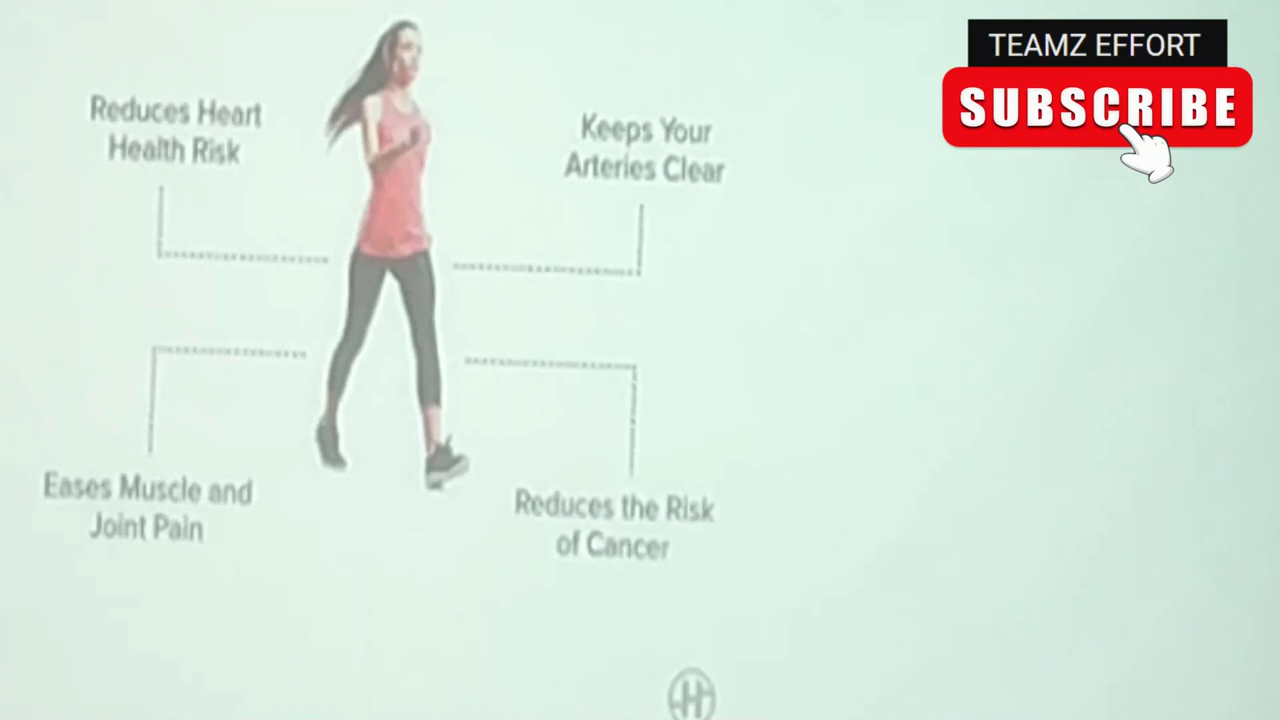 TEAMZ EFFORT
SUBSCRIBE
Reduces Heart
Health Risk
Keeps Your
Arteries Clear
Eases Muscle and
Joint Pain
Reduces the Risk
of Cancer
H